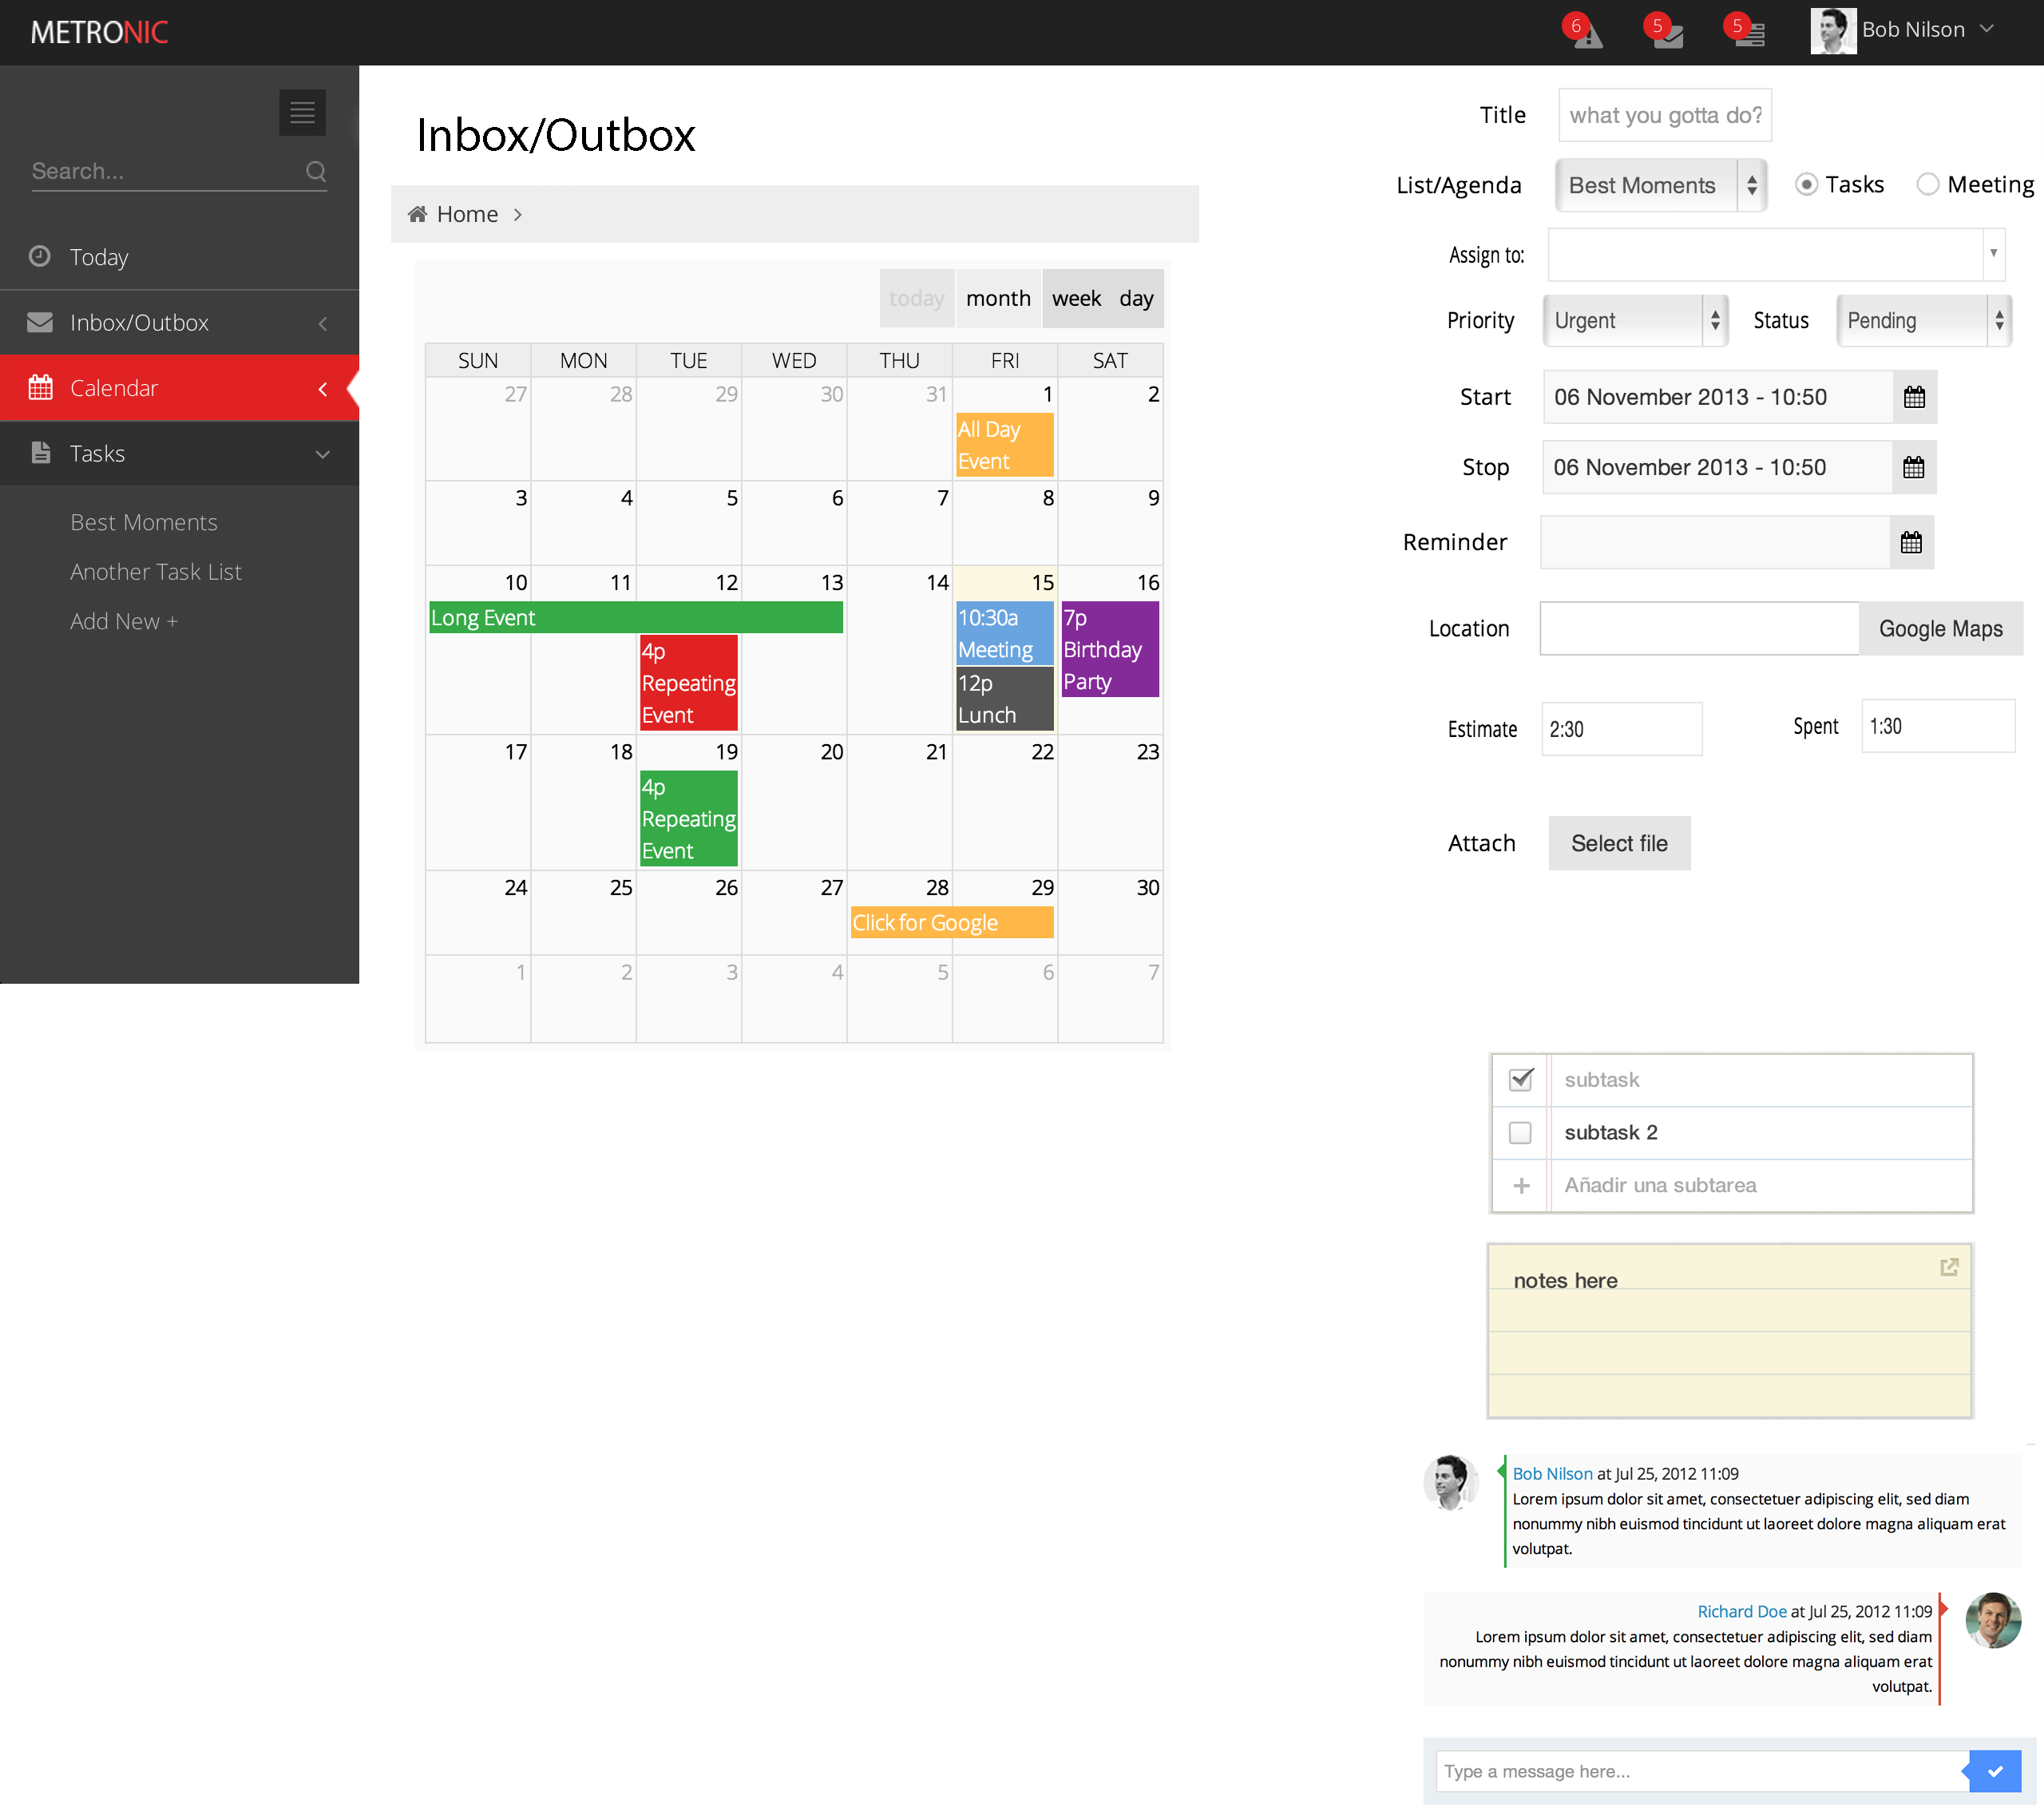 METRONIC
6
5
5
Bob Nilson
Search...
Today
Inbox/Outbox
Calendar
Tasks
Best Moments
Another Task List
Add New +
Inbox/Outbox
Home
today month week day
SUN MON TUE WED THU FRI SAT
27 28 29 30 31 1 2
All Day
Event
3 4 5 6 7 8 9
10 11 12 13 14 15 16
Long Event
4p
Repeating
Event
10:30a
Meeting
12p
Lunch
7p
Birthday
Party
17 18 19 20 21 22 23
4p
Repeating
Event
24 25 26 27 28 29 30
Click for Google
1 2 3 4 5 6 7
Title what you gotta do?
List/Agenda Best Moments Tasks Meeting
Assign to:
Priority Urgent Status Pending
Start 06 November 2013 - 10:50
Stop 06 November 2013 - 10:50
Reminder
Location Google Maps
Estimate 2:30 Spent 1:30
Attach Select file
subtask
subtask 2
Añadir una subtarea
notes here
Bob Nilson at Jul 25, 2012 11:09
Lorem ipsum dolor sit amet, consectetuer adipiscing elit, sed diam
nonummy nibh euismod tincidunt ut laoreet dolore magna aliquam erat
volutpat.
Richard Doe at Jul 25, 2012 11:09
Lorem ipsum dolor sit amet, consectetuer adipiscing elit, sed diam
nonummy nibh euismod tincidunt ut laoreet dolore magna aliquam erat
volutpat.
Type a message here...